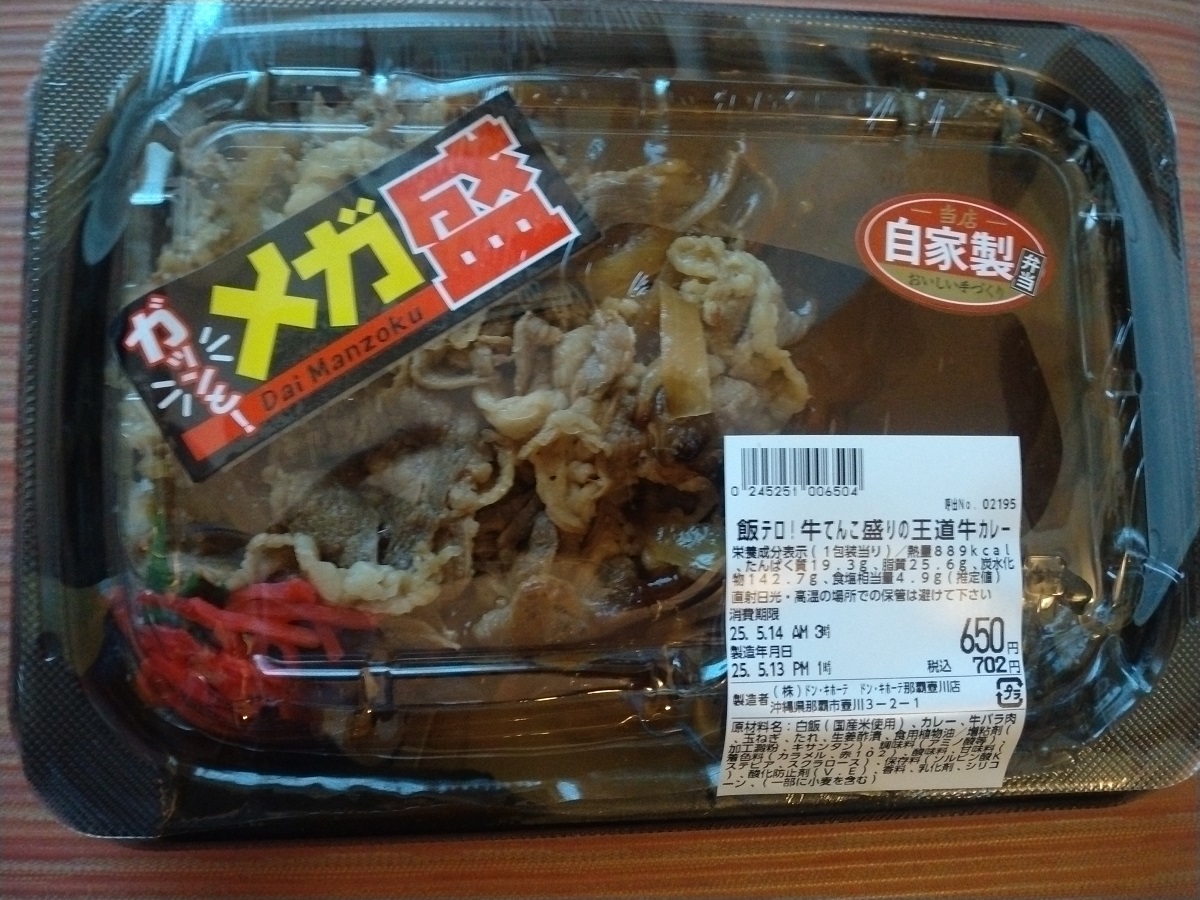 ガッツリモ!
メガ盛
Dai Manzoku
当店
自家製
弁当
おいしい手づくり
0 245251 006504
呼出No. 02195
飯テロ!牛てんこ盛りの王道牛カレー
栄養成分表示(1包装当り)/熱量889kcal
、たんぱく質19.3g、脂質25.6g、炭水化
物142.7g、食塩相当量4.9g(推定値)
直射日光・高温の場所での保管は避けて下さい
消費期限
25. 5.14 AM 3時
650円
製造年月日
25. 5.13 PM 1時
税込 702円
製造者 (株)ドン・キホーテ ドン・キホーテ那覇壺川店
沖縄県那覇市壺川3-2-1
プラ
原材料名:白飯(国産米使用)、カレー、牛バラ肉
、玉ねぎ、たれ、生姜酢漬、食用植物油/増粘剤(
加工澱粉、キサンタン)、調味料(アミノ酸等)、
着色料(カラメル、赤102)、酸味料、甘味料(
ステビア、スクラロース)、保存料(ソルビン酸K
)、酸化防止剤(V.E)、香料、乳化剤、シリコ
ーン、(一部に小麦を含む)